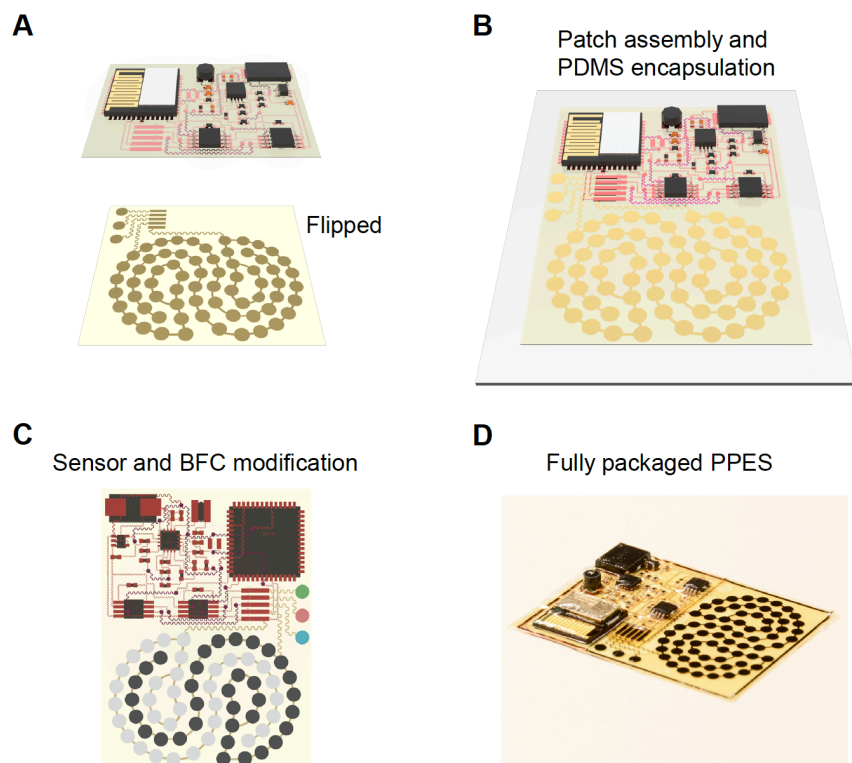 A
B
Patch assembly and
PDMS encapsulation
Flipped
C
Sensor and BFC modification
D
Fully packaged PPES